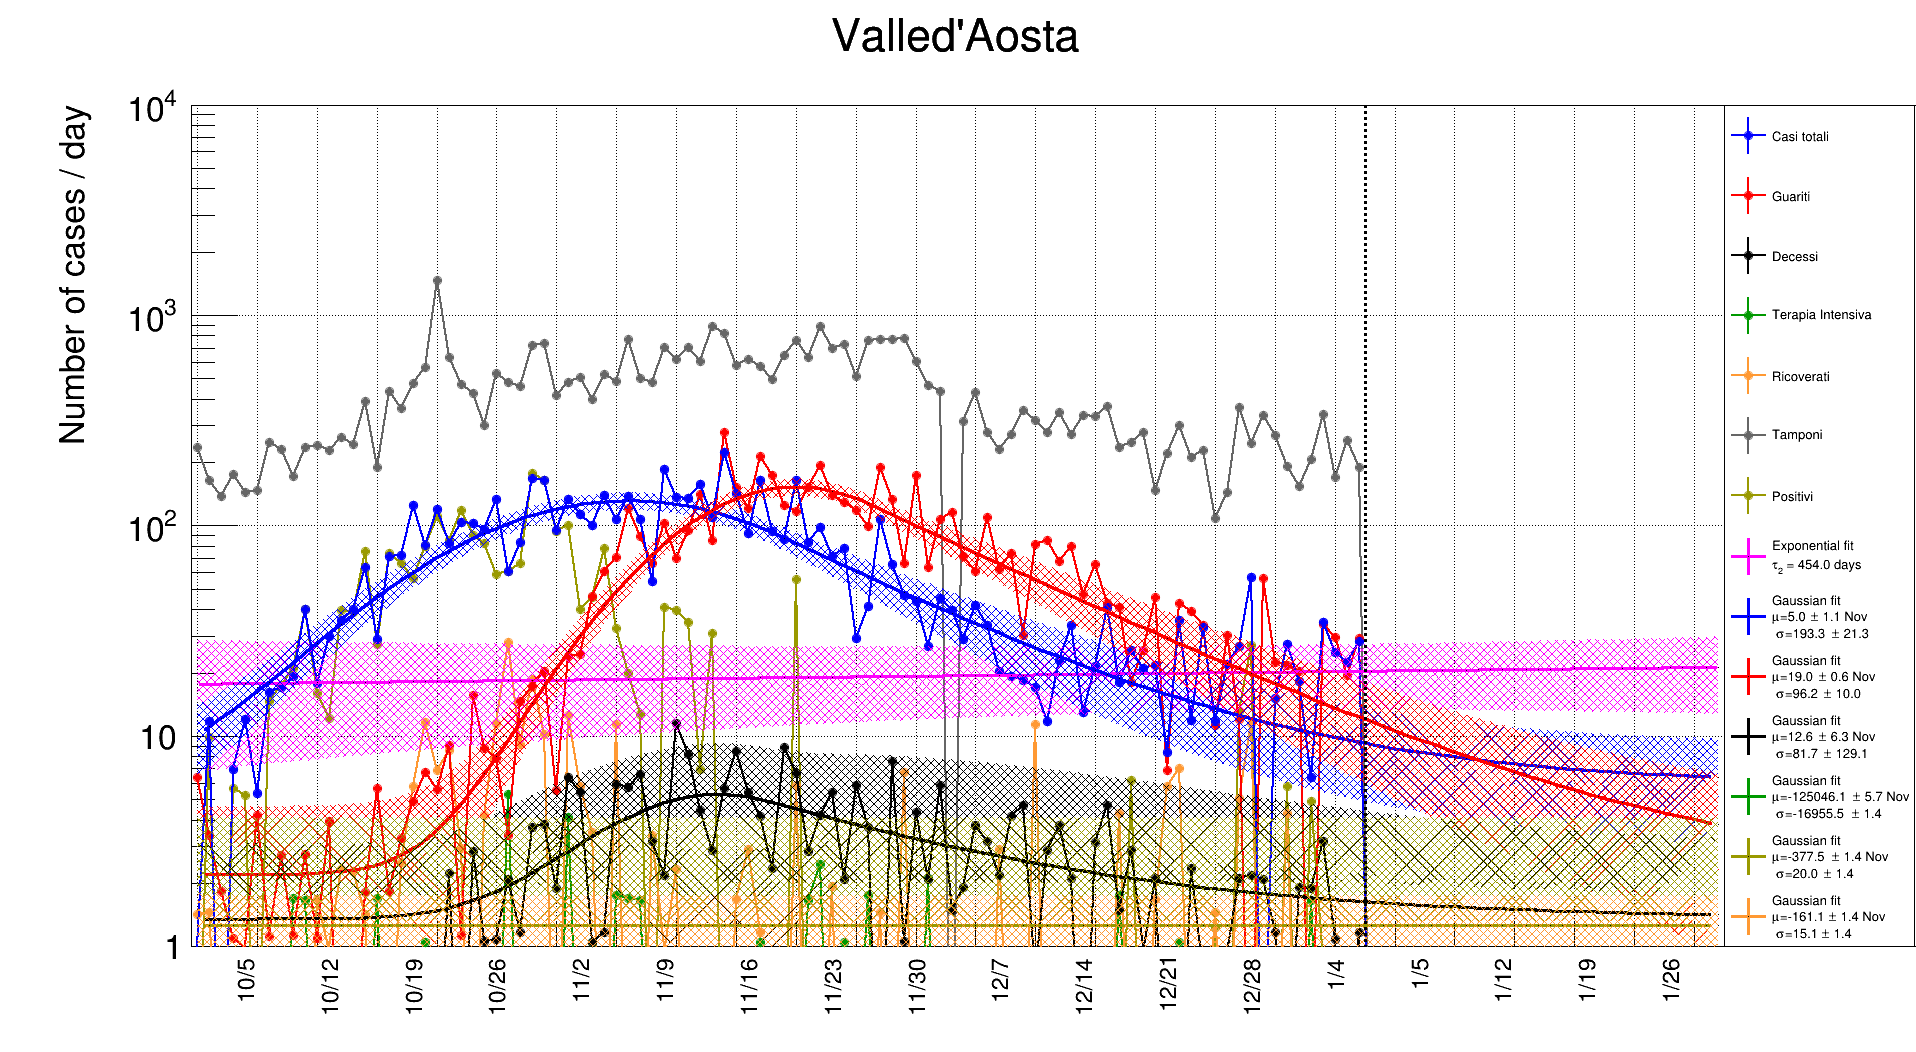 Valled'Aosta
Number of cases / day
10^4
10^3
10^2
10
1
10/5
10/12
10/19
10/26
11/2
11/9
11/16
11/23
11/30
12/7
12/14
12/21
12/28
1/4
1/5
1/12
1/19
1/26
Casi totali
Guariti
Decessi
Terapia Intensiva
Ricoverati
Tamponi
Positivi
Exponential fit
τ₂ = 454.0 days
Gaussian fit
μ=5.0 ± 1.1 Nov
σ=193.3 ± 21.3
Gaussian fit
μ=19.0 ± 0.6 Nov
σ=96.2 ± 10.0
Gaussian fit
μ=12.6 ± 6.3 Nov
σ=81.7 ± 129.1
Gaussian fit
μ=-125046.1 ± 5.7 Nov
σ=-16955.5 ± 1.4
Gaussian fit
μ=-377.5 ± 1.4 Nov
σ=20.0 ± 1.4
Gaussian fit
μ=-161.1 ± 1.4 Nov
σ=15.1 ± 1.4